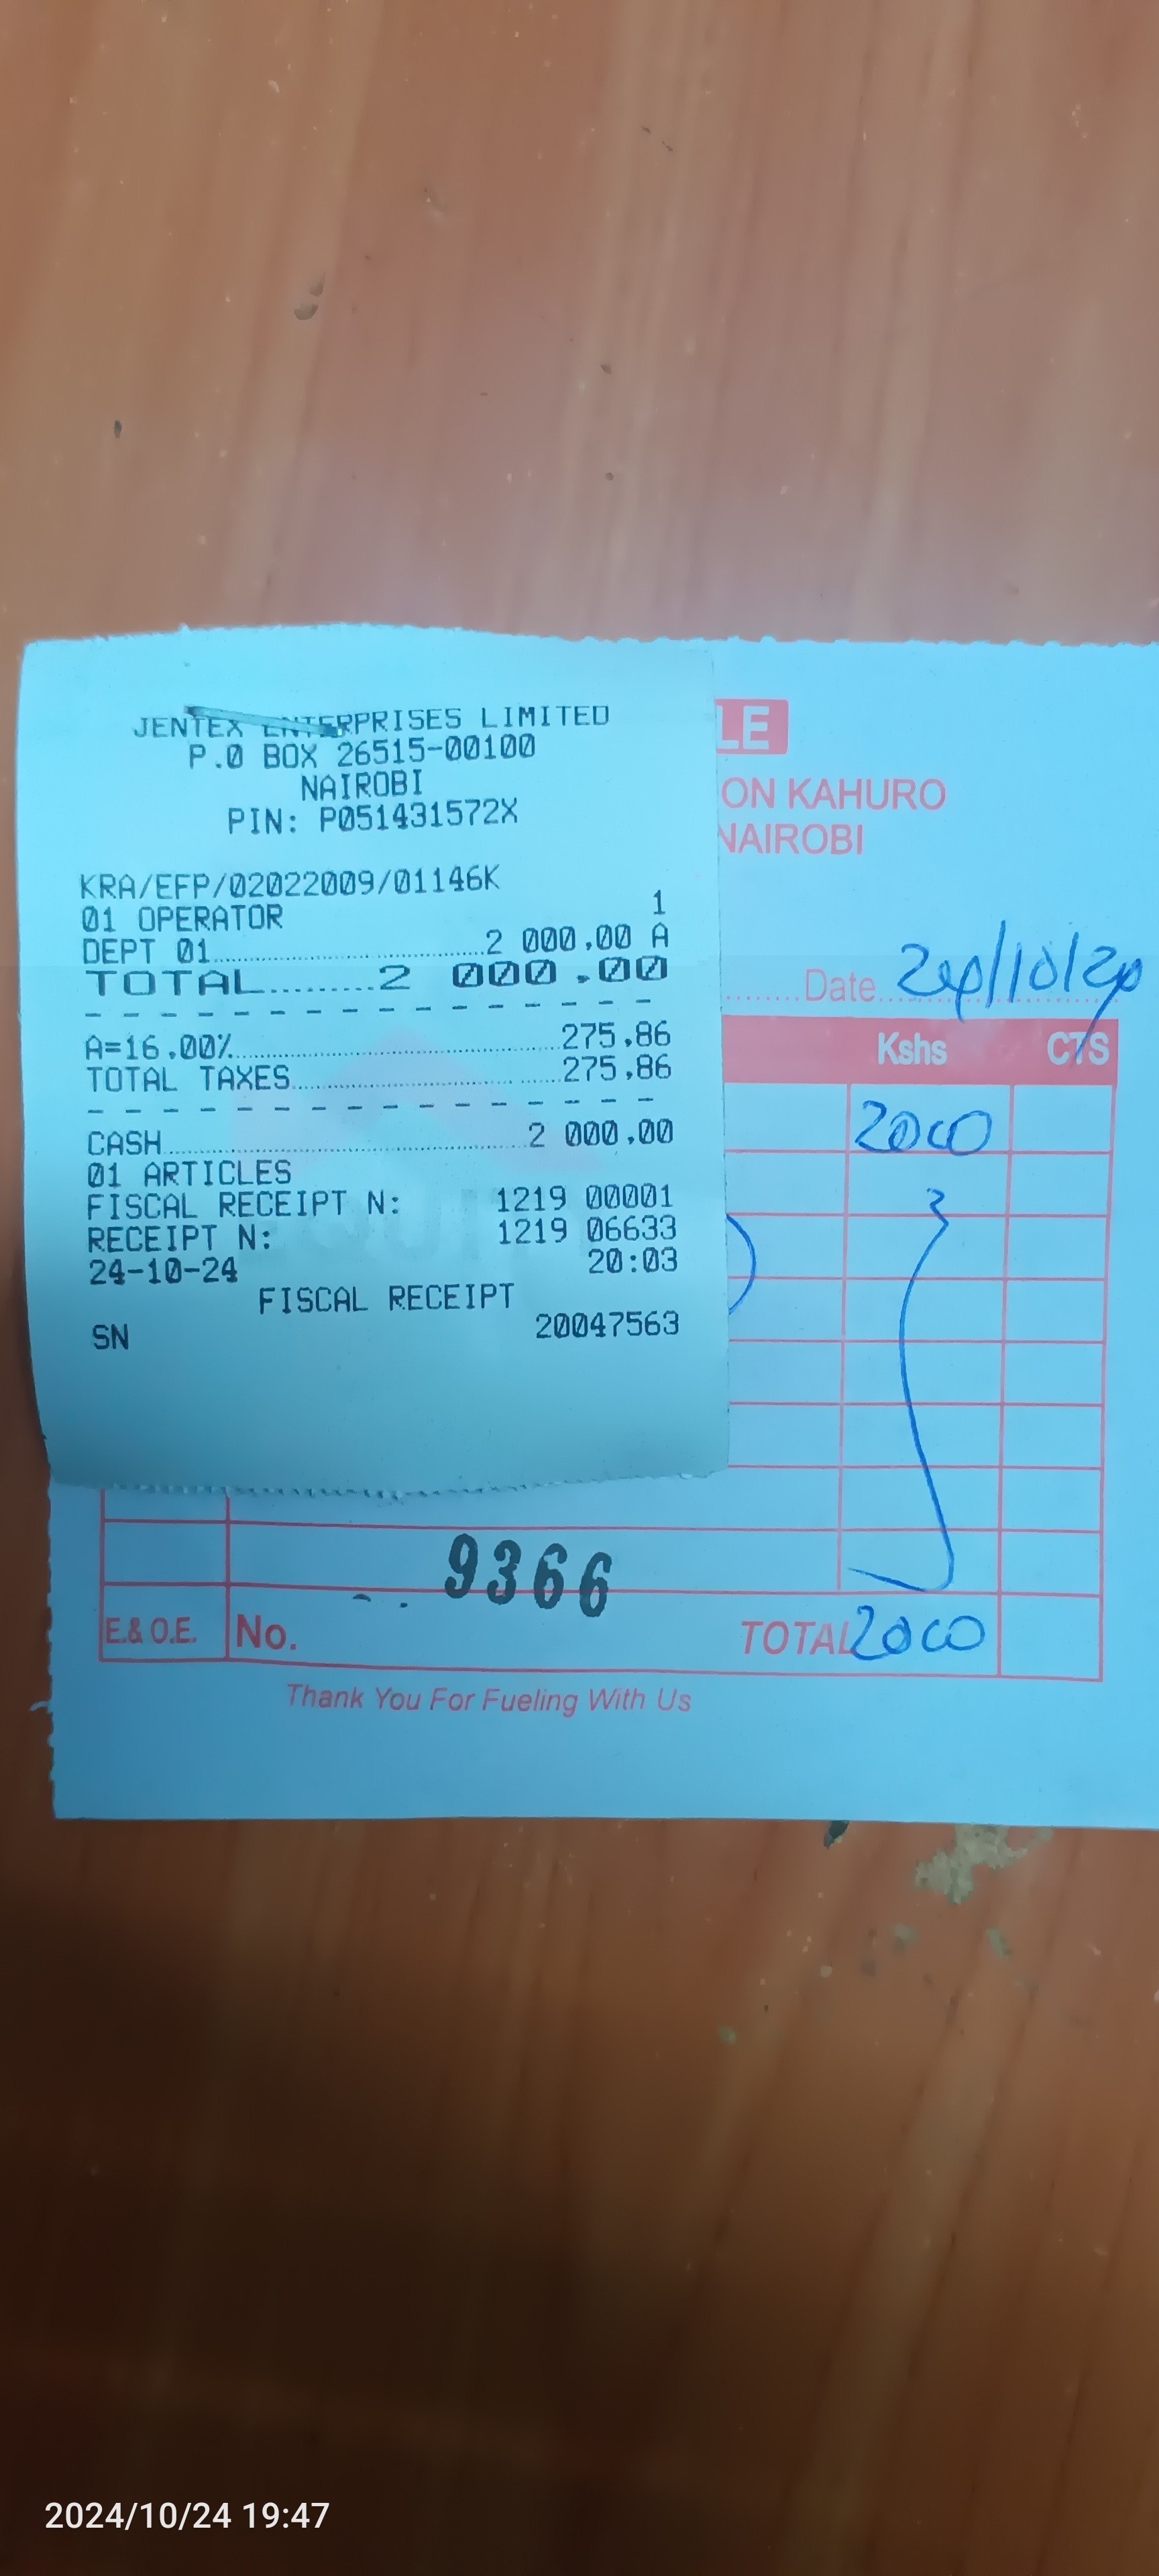 JENTEX ENTERPRISES LIMITED
P.O BOX 26515-00100
NAIROBI
PIN: P051431572X
KRA/EFP/02022009/01146K
01 OPERATOR 1
DEPT 01 2 000.00 A
TOTAL 2 000.00
A=16.00% 275.86
TOTAL TAXES 275.86
CASH 2 000.00
01 ARTICLES
FISCAL RECEIPT N: 1219 00001
RECEIPT N: 1219 06633
24-10-24 20:03
FISCAL RECEIPT
SN 20047563
LE
ON KAHURO
NAIROBI
Date 24/10/24
Kshs CTS
2000
9366
E.& O.E. No. TOTAL 2000
Thank You For Fueling With Us
2024/10/24 19:47